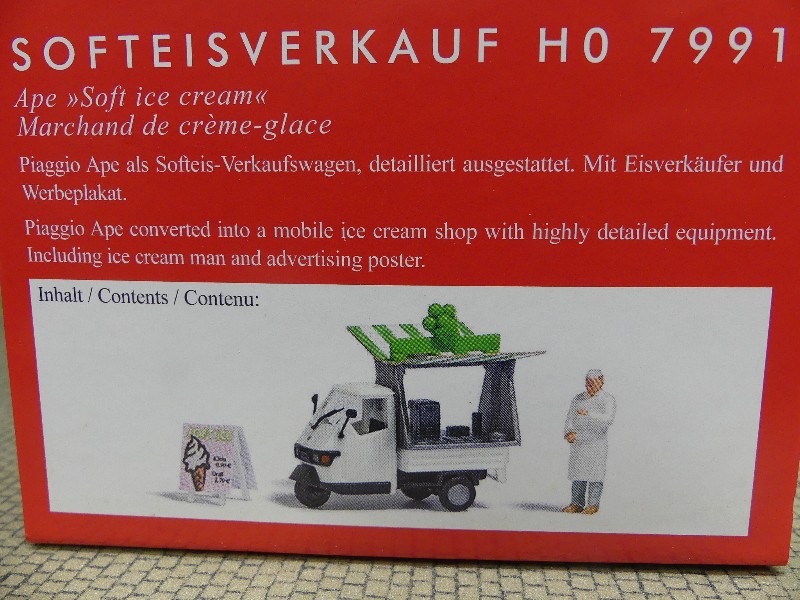 SOFTEISVERKAUF H0 7991
Ape »Soft ice cream«
Marchand de crème-glace
Piaggio Ape als Softeis-Verkaufswagen, detailliert ausgestattet. Mit Eisverkäufer und
Werbeplakat.
Piaggio Ape converted into a mobile ice cream shop with highly detailed equipment.
Including ice cream man and advertising poster.
Inhalt / Contents / Contenu: